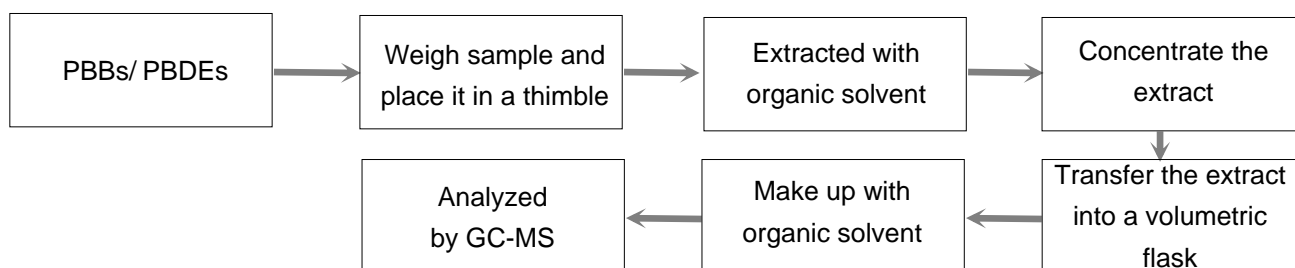 PBBs/ PBDEs
Weigh sample and
place it in a thimble
Extracted with
organic solvent
Concentrate the
extract
Transfer the extract
into a volumetric
flask
Make up with
organic solvent
Analyzed
by GC-MS